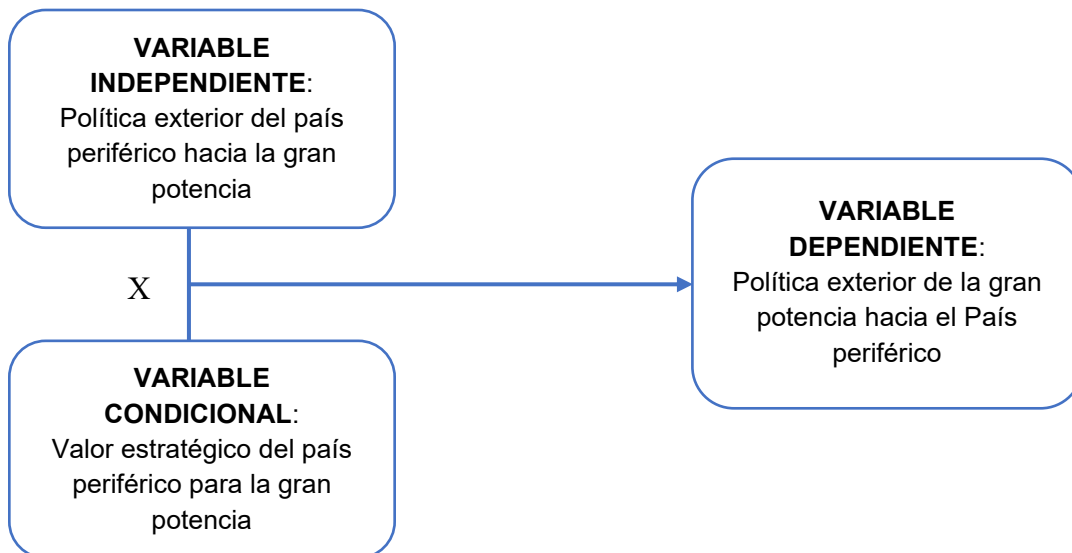 VARIABLE
INDEPENDIENTE:
Política exterior del país
periférico hacia la gran
potencia
X
VARIABLE
CONDICIONAL:
Valor estratégico del país
periférico para la gran
potencia
VARIABLE
DEPENDIENTE:
Política exterior de la gran
potencia hacia el País
periférico